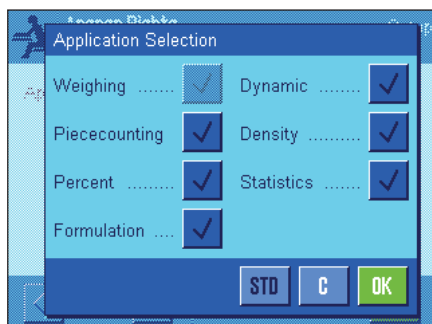 Application Selection
Weighing ......
Dynamic ........
Piececounting
Density ..........
Percent .........
Statistics .......
Formulation ....
STD C OK